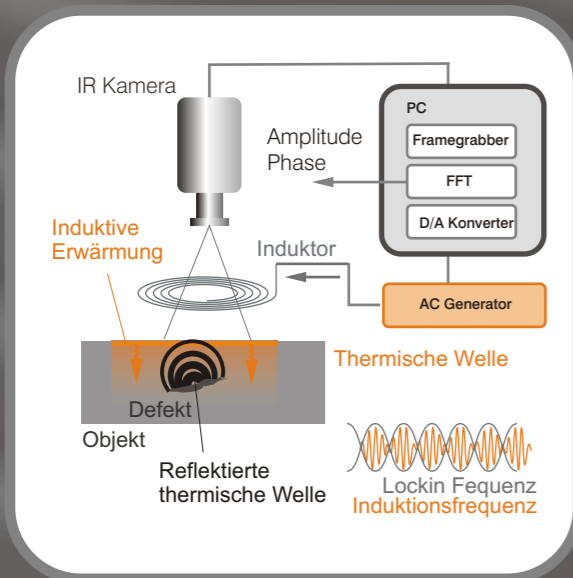 IR Kamera
PC
Framegrabber
FFT
D/A Konverter
Amplitude
Phase
Induktive
Erwärmung
Induktor
AC Generator
Thermische Welle
Defekt
Objekt
Reflektierte
thermische Welle
Lockin Fequenz
Induktionsfrequenz